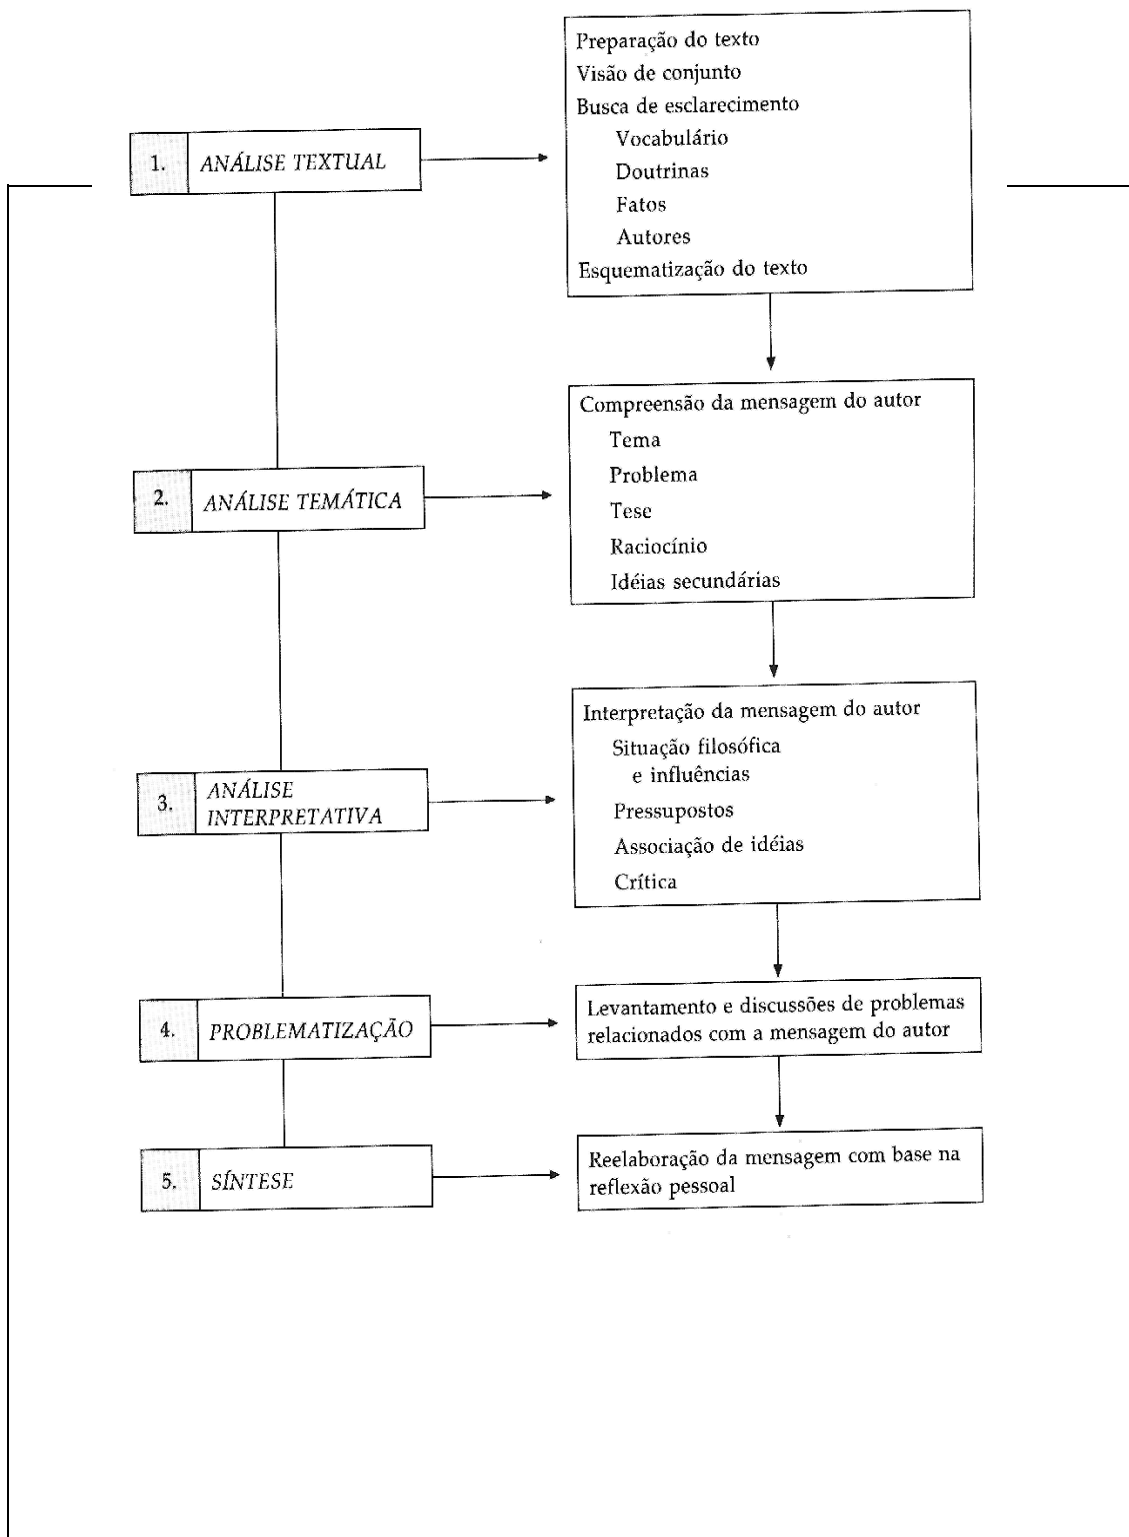 Preparação do texto
Visão de conjunto
Busca de esclarecimento
Vocabulário
Doutrinas
Fatos
Autores
Esquematização do texto
1. ANÁLISE TEXTUAL
Compreensão da mensagem do autor
Tema
Problema
Tese
Raciocínio
Idéias secundárias
2. ANÁLISE TEMÁTICA
Interpretação da mensagem do autor
Situação filosófica
e influências
Pressupostos
Associação de idéias
Crítica
3. ANÁLISE
INTERPRETATIVA
4. PROBLEMATIZAÇÃO
Levantamento e discussões de problemas
relacionados com a mensagem do autor
5. SÍNTESE
Reelaboração da mensagem com base na
reflexão pessoal